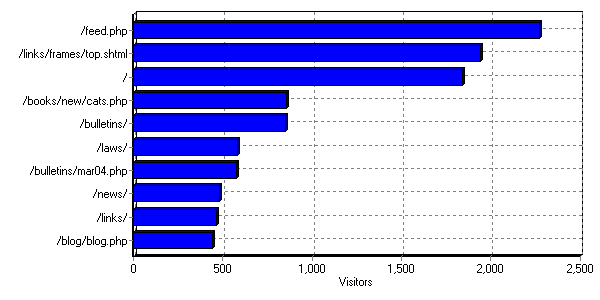 /feed.php
/links/frames/top.shtml
/
/books/new/cats.php
/bulletins/
/laws/
/bulletins/mar04.php
/news/
/links/
/blog/blog.php
0 500 1,000 1,500 2,000 2,500
Visitors